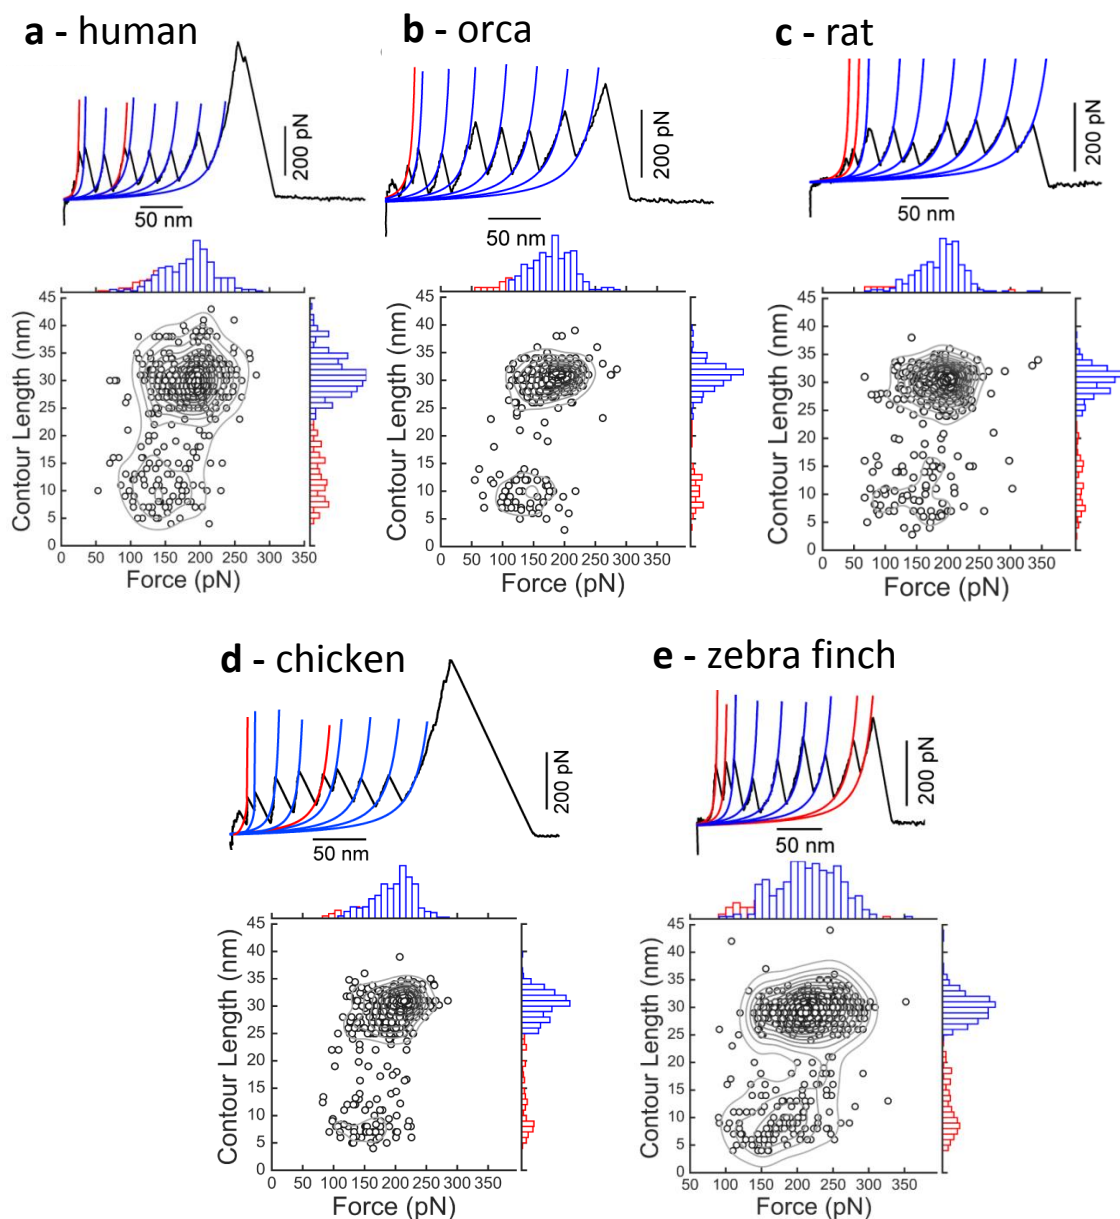 a - human
b - orca
c - rat
200 pN
50 nm
200 pN
50 nm
200 pN
50 nm
Contour Length (nm)
45
40
35
30
25
20
15
10
5
0
0 50 100 150 200 250 300 350
Force (pN)
Contour Length (nm)
45
40
35
30
25
20
15
10
5
0
0 50 100 150 200 250 300 350
Force (pN)
Contour Length (nm)
45
40
35
30
25
20
15
10
5
0
0 50 100 150 200 250 300 350
Force (pN)
d - chicken
e - zebra finch
200 pN
50 nm
200 pN
50 nm
Contour Length (nm)
45
40
35
30
25
20
15
10
5
0
0 50 100 150 200 250 300 350
Force (pN)
Contour Length (nm)
45
40
35
30
25
20
15
10
5
0
50 100 150 200 250 300 350
Force (pN)